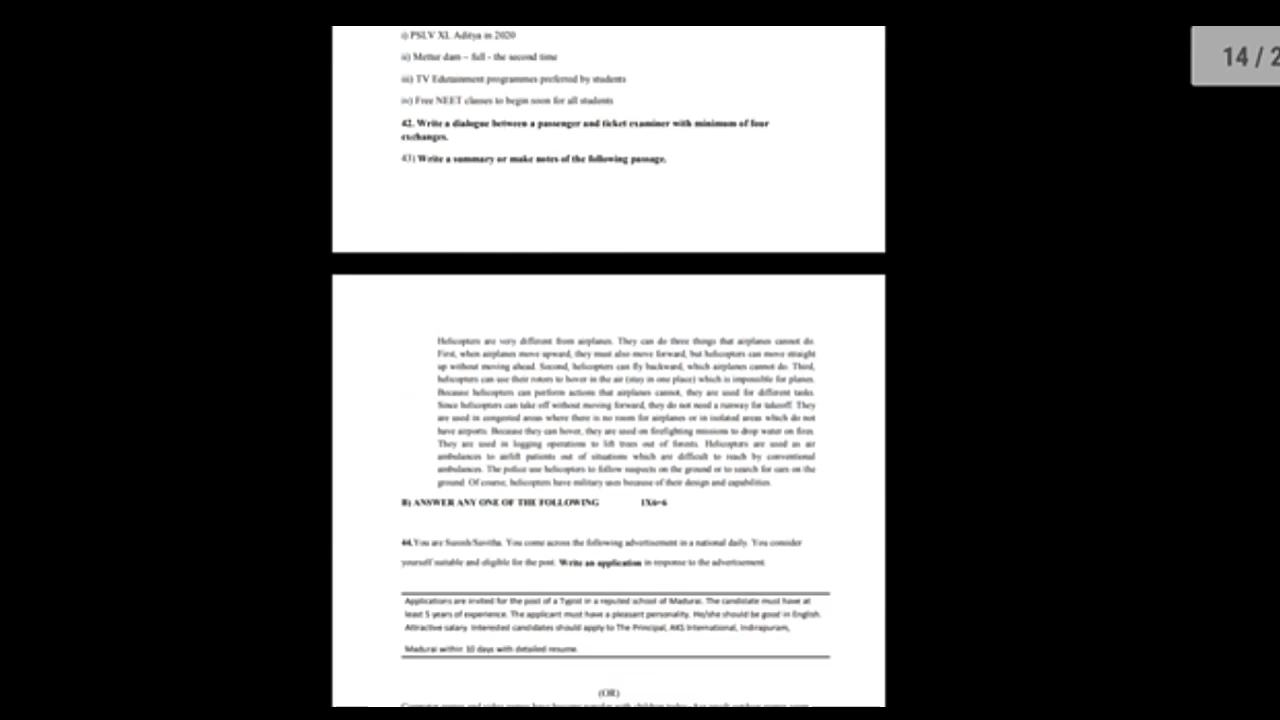 i) PSLV XL Aditya in 2020
ii) Mettur dam – full - the second time
iii) TV Edutainment programmes preferred by students
iv) Free NEET classes to begin soon for all students
42. Write a dialogue between a passenger and ticket examiner with minimum of four
exchanges.
43) Write a summary or make notes of the following passage.
14 / 2
Helicopters are very different from airplanes. They can do three things that airplanes cannot do.
First, when airplanes move upward, they must also move forward, but helicopters can move straight
up without moving ahead. Second, helicopters can fly backward, which airplanes cannot do. Third,
helicopters can use their rotors to hover in the air (stay in one place) which is impossible for planes.
Because helicopters can perform actions that airplanes cannot, they are used for different tasks.
Since helicopters can take off without moving forward, they do not need a runway for takeoff. They
are used in congested areas where there is no room for airplanes or in isolated areas which do not
have airports. Because they can hover, they are used on firefighting missions to drop water on fires.
They are used in logging operations to lift trees out of forests. Helicopters are used as air
ambulances to airlift patients out of situations which are difficult to reach by conventional
ambulances. The police use helicopters to follow suspects on the ground or to search for cars on the
ground. Of course, helicopters have military uses because of their design and capabilities.
B) ANSWER ANY ONE OF THE FOLLOWING 1X6=6
44.You are Suresh/Savitha. You come across the following advertisement in a national daily. You consider
yourself suitable and eligible for the post. Write an application in response to the advertisement.
Applications are invited for the post of a Typist in a reputed school of Madurai. The candidate must have at
least 5 years of experience. The applicant must have a pleasant personality. He/she should be good in English.
Attractive salary. Interested candidates should apply to The Principal, AKS International, Indirapuram,
Madurai within 10 days with detailed resume.
(OR)